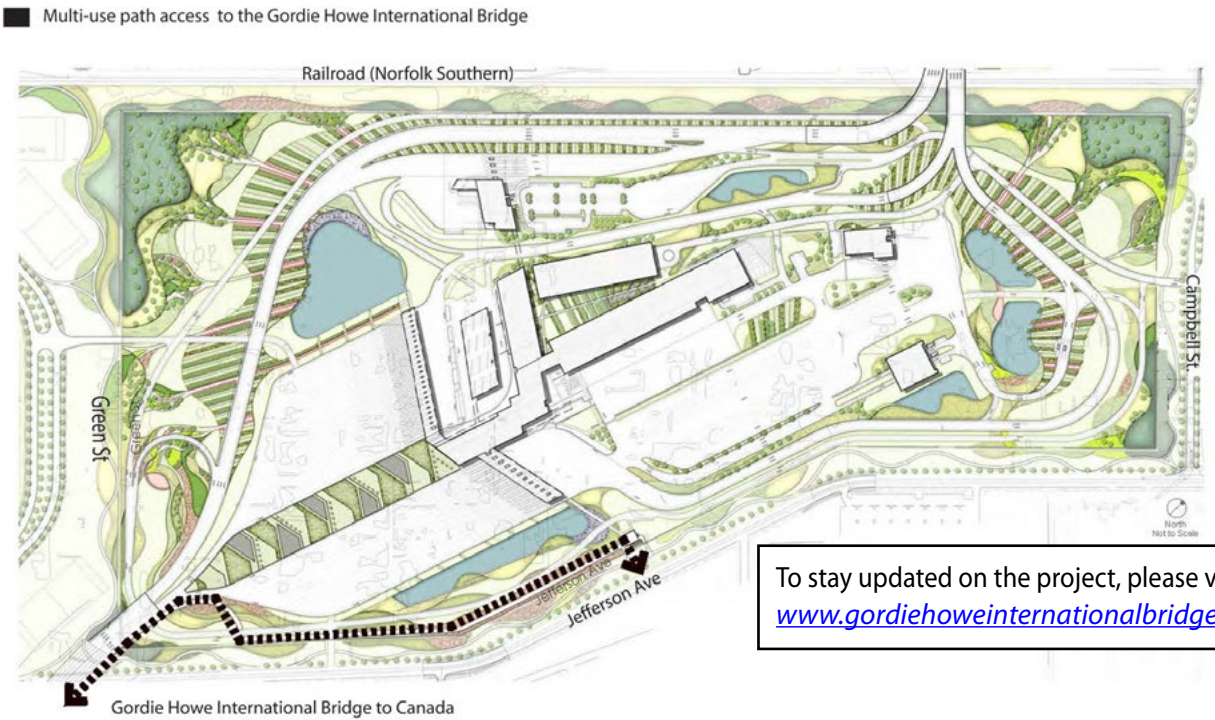 Multi-use path access to the Gordie Howe International Bridge
Railroad (Norfolk Southern)
Campbell St.
Green St
North
Not to Scale
Jefferson Ave
Jefferson Ave
To stay updated on the project, please v
www.gordiehoweinternationalbridge
Gordie Howe International Bridge to Canada